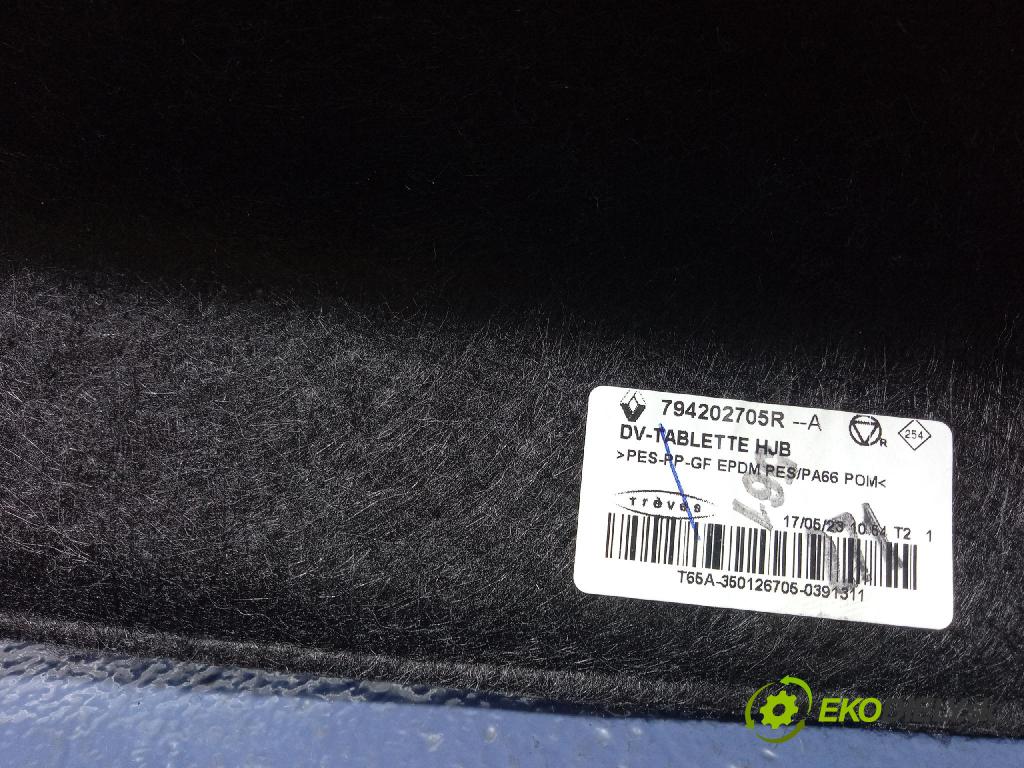 794202705R --A
R
254
DV-TABLETTE HJB
>PES-PP-GF EPDM PES/PA66 POM<
trèves
17/05/23 10:54 T2 1
T65A-350126705-0391311
EKO